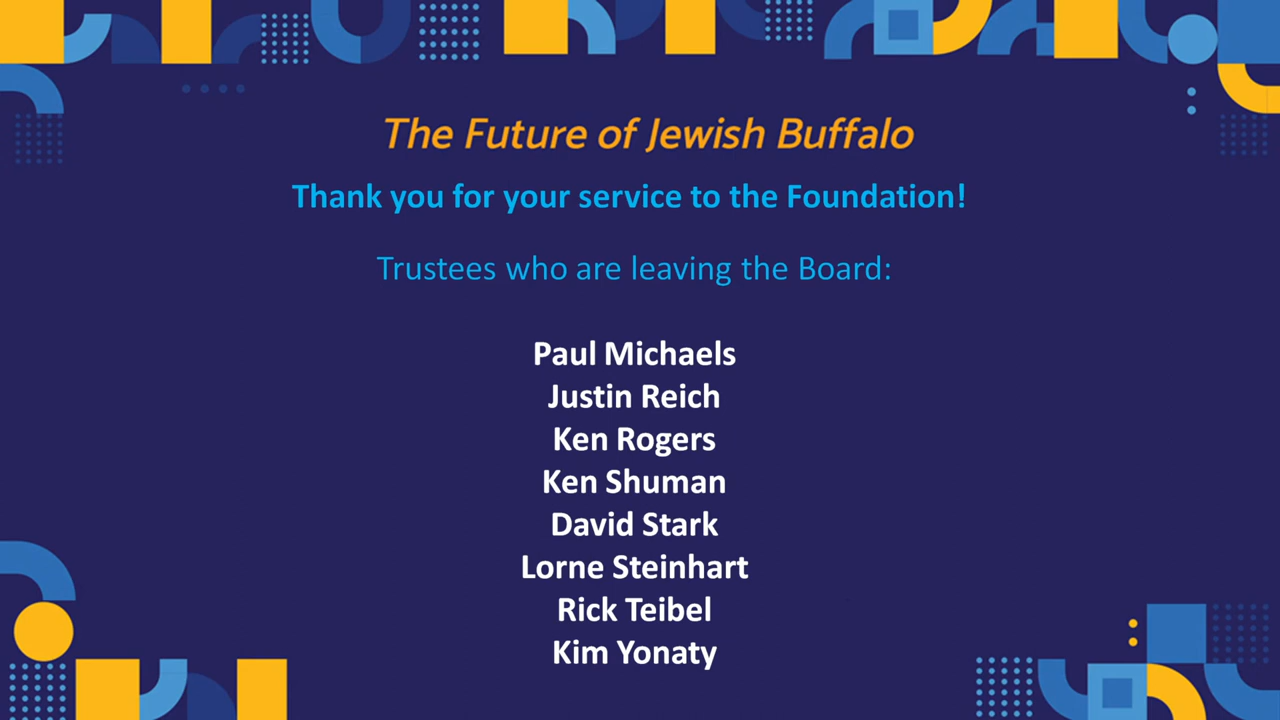 The Future of Jewish Buffalo
Thank you for your service to the Foundation!
Trustees who are leaving the Board:
Paul Michaels
Justin Reich
Ken Rogers
Ken Shuman
David Stark
Lorne Steinhart
Rick Teibel
Kim Yonaty